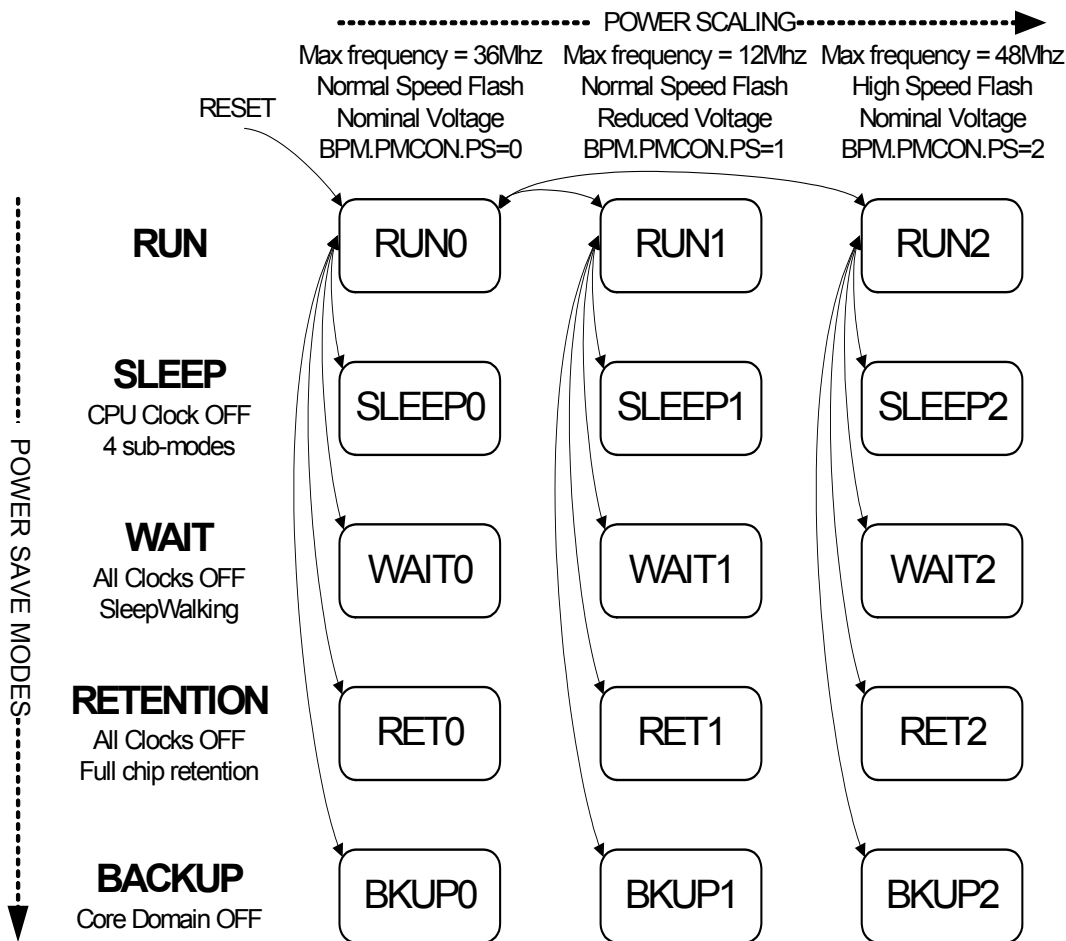 POWER SCALING
Max frequency = 36Mhz
Normal Speed Flash
Nominal Voltage
BPM.PMCON.PS=0
Max frequency = 12Mhz
Normal Speed Flash
Reduced Voltage
BPM.PMCON.PS=1
Max frequency = 48Mhz
High Speed Flash
Nominal Voltage
BPM.PMCON.PS=2
RESET
POWER SAVE MODES
RUN
RUN0
RUN1
RUN2
SLEEP
CPU Clock OFF
4 sub-modes
SLEEP0
SLEEP1
SLEEP2
WAIT
All Clocks OFF
SleepWalking
WAIT0
WAIT1
WAIT2
RETENTION
All Clocks OFF
Full chip retention
RET0
RET1
RET2
BACKUP
Core Domain OFF
BKUP0
BKUP1
BKUP2